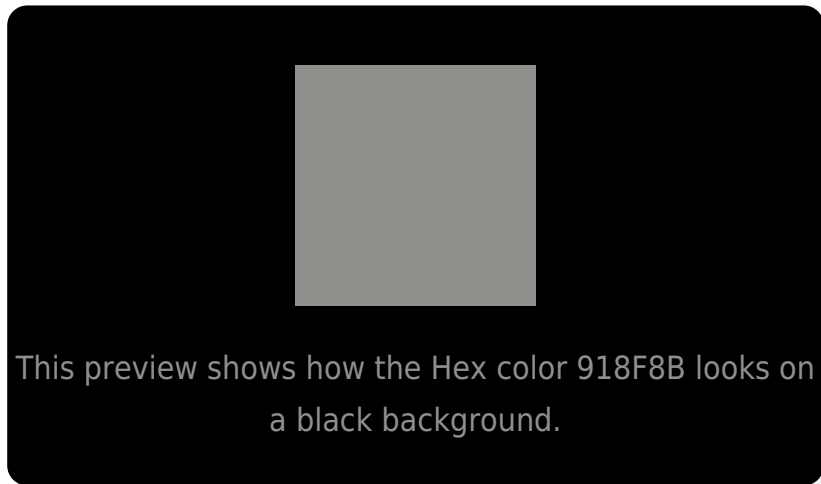 This preview shows how the Hex color 918F8B looks on
a black background.